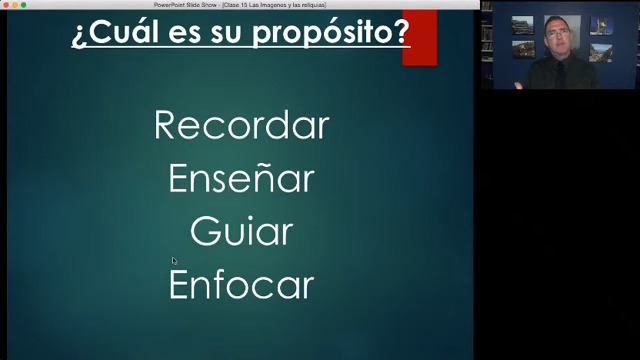 PowerPoint Slide Show - [Clase 15 Las Imagenes y las reliquias]
¿Cuál es su propósito?
Recordar
Enseñar
Guiar
Enfocar